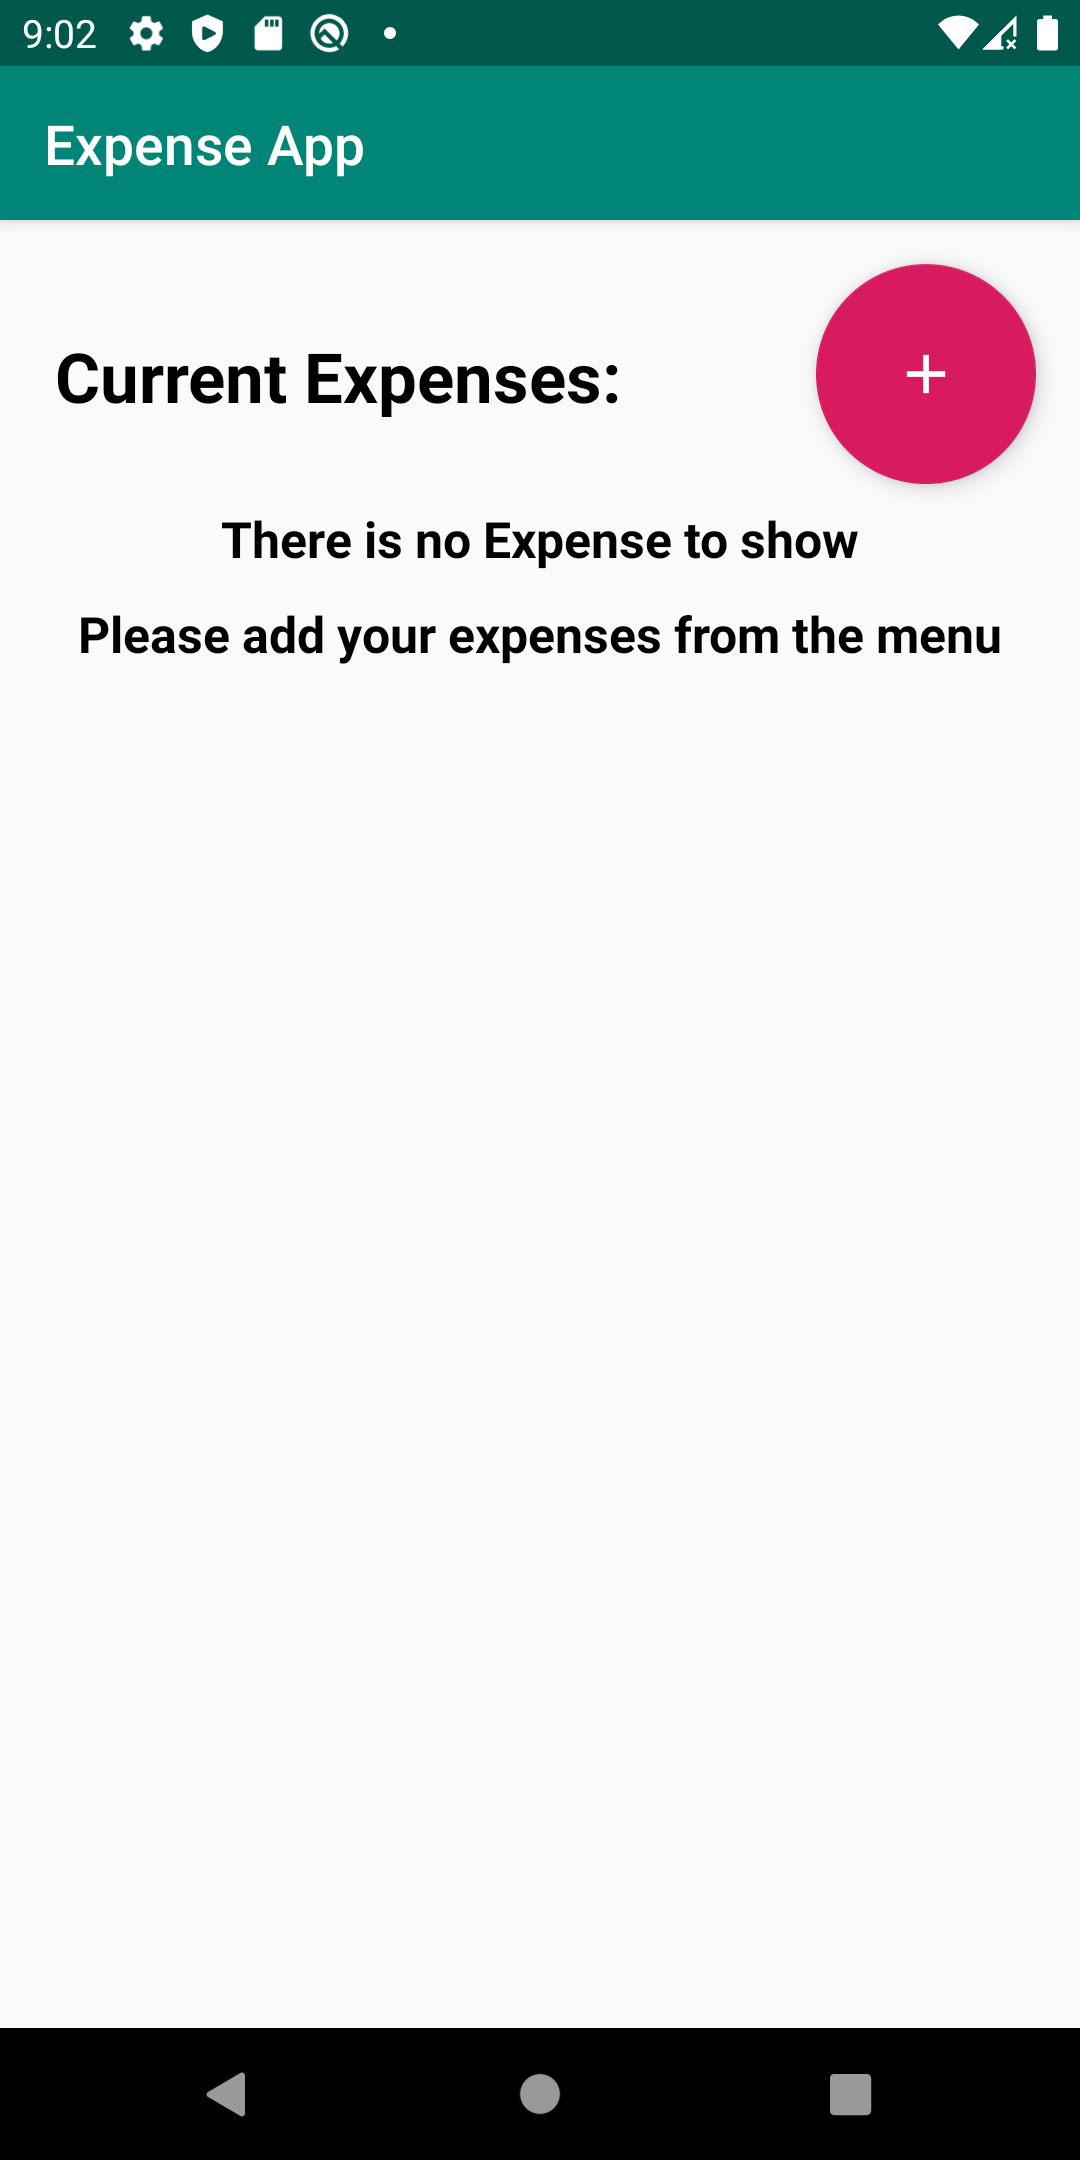 9:02
Expense App
Current Expenses:
There is no Expense to show
Please add your expenses from the menu